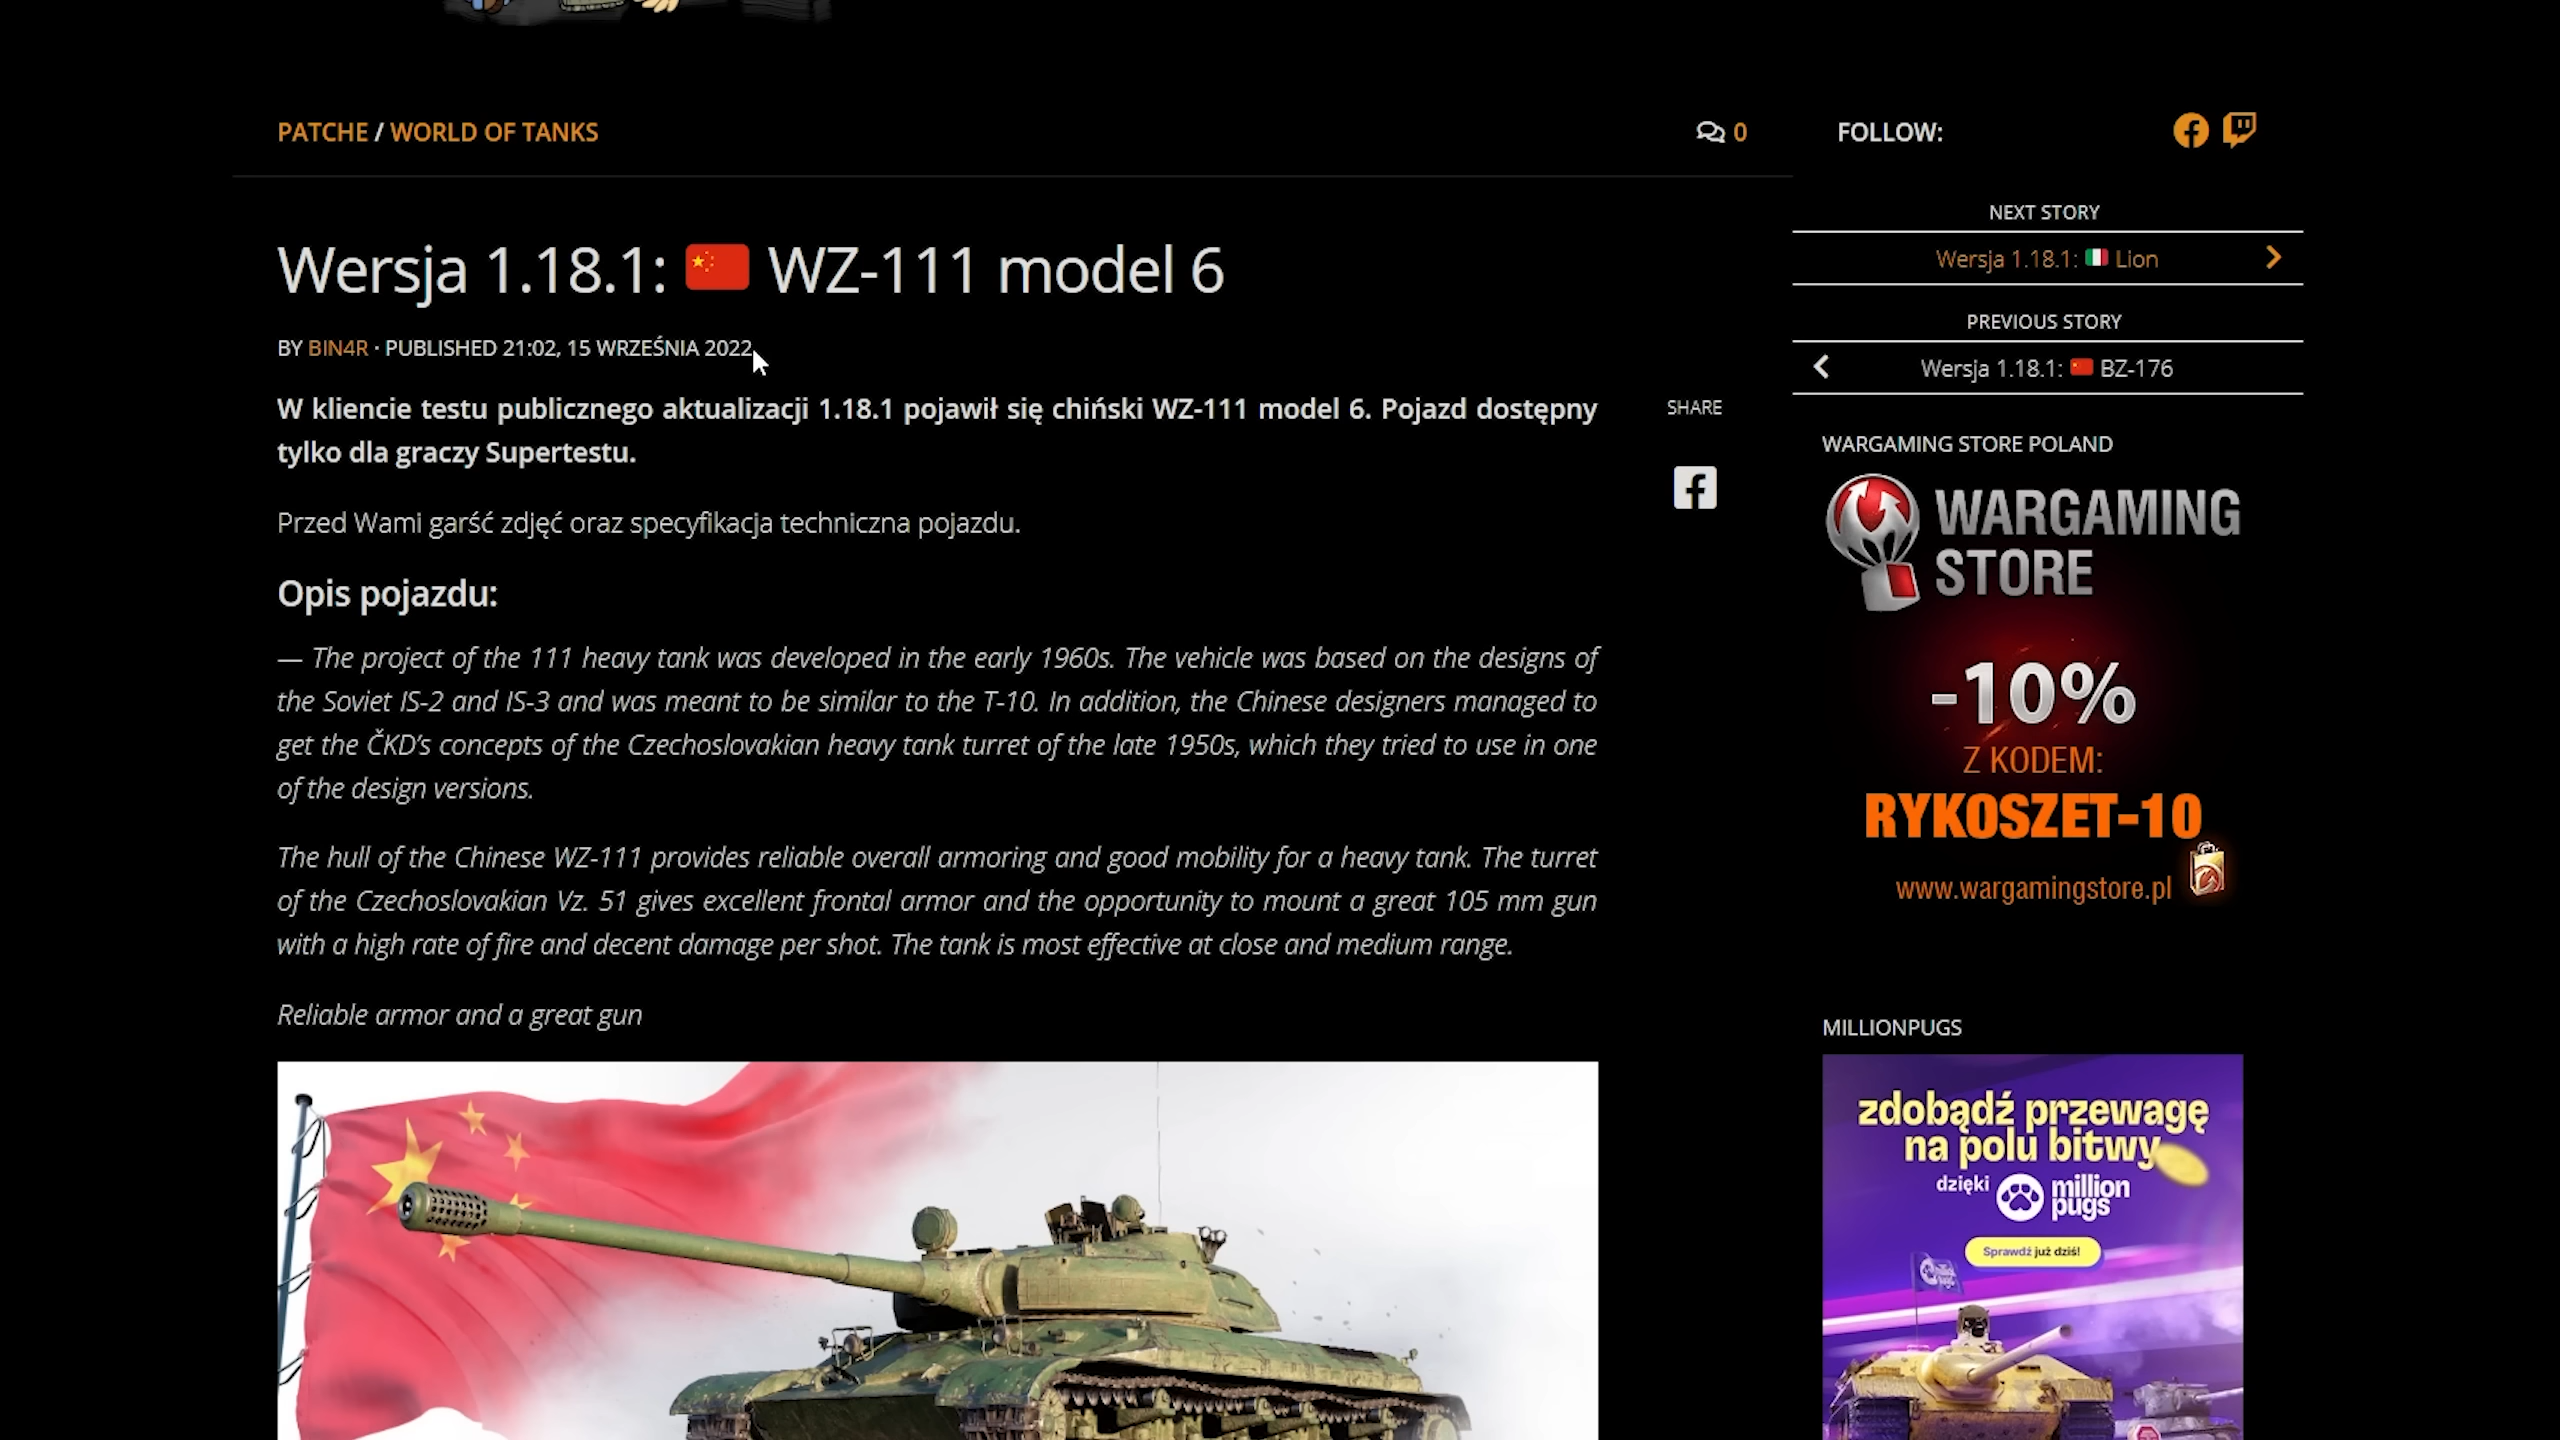 PATCHE / WORLD OF TANKS
0
FOLLOW:
Wersja 1.18.1: WZ-111 model 6
BY BIN4R · PUBLISHED 21:02, 15 WRZEŚNIA 2022
W kliencie testu publicznego aktualizacji 1.18.1 pojawił się chiński WZ-111 model 6. Pojazd dostępny
tylko dla graczy Supertestu.
Przed Wami garść zdjęć oraz specyfikacja techniczna pojazdu.
Opis pojazdu:
— The project of the 111 heavy tank was developed in the early 1960s. The vehicle was based on the designs of
the Soviet IS-2 and IS-3 and was meant to be similar to the T-10. In addition, the Chinese designers managed to
get the ČKD’s concepts of the Czechoslovakian heavy tank turret of the late 1950s, which they tried to use in one
of the design versions.
The hull of the Chinese WZ-111 provides reliable overall armoring and good mobility for a heavy tank. The turret
of the Czechoslovakian Vz. 51 gives excellent frontal armor and the opportunity to mount a great 105 mm gun
with a high rate of fire and decent damage per shot. The tank is most effective at close and medium range.
Reliable armor and a great gun
SHARE
NEXT STORY
Wersja 1.18.1: Lion
PREVIOUS STORY
Wersja 1.18.1: BZ-176
WARGAMING STORE POLAND
WARGAMING
STORE
-10%
Z KODEM:
RYKOSZET-10
www.wargamingstore.pl
MILLIONPUGS
zdobądź przewagę
na polu bitwy
dzięki million
pugs
Sprawdź już dziś!